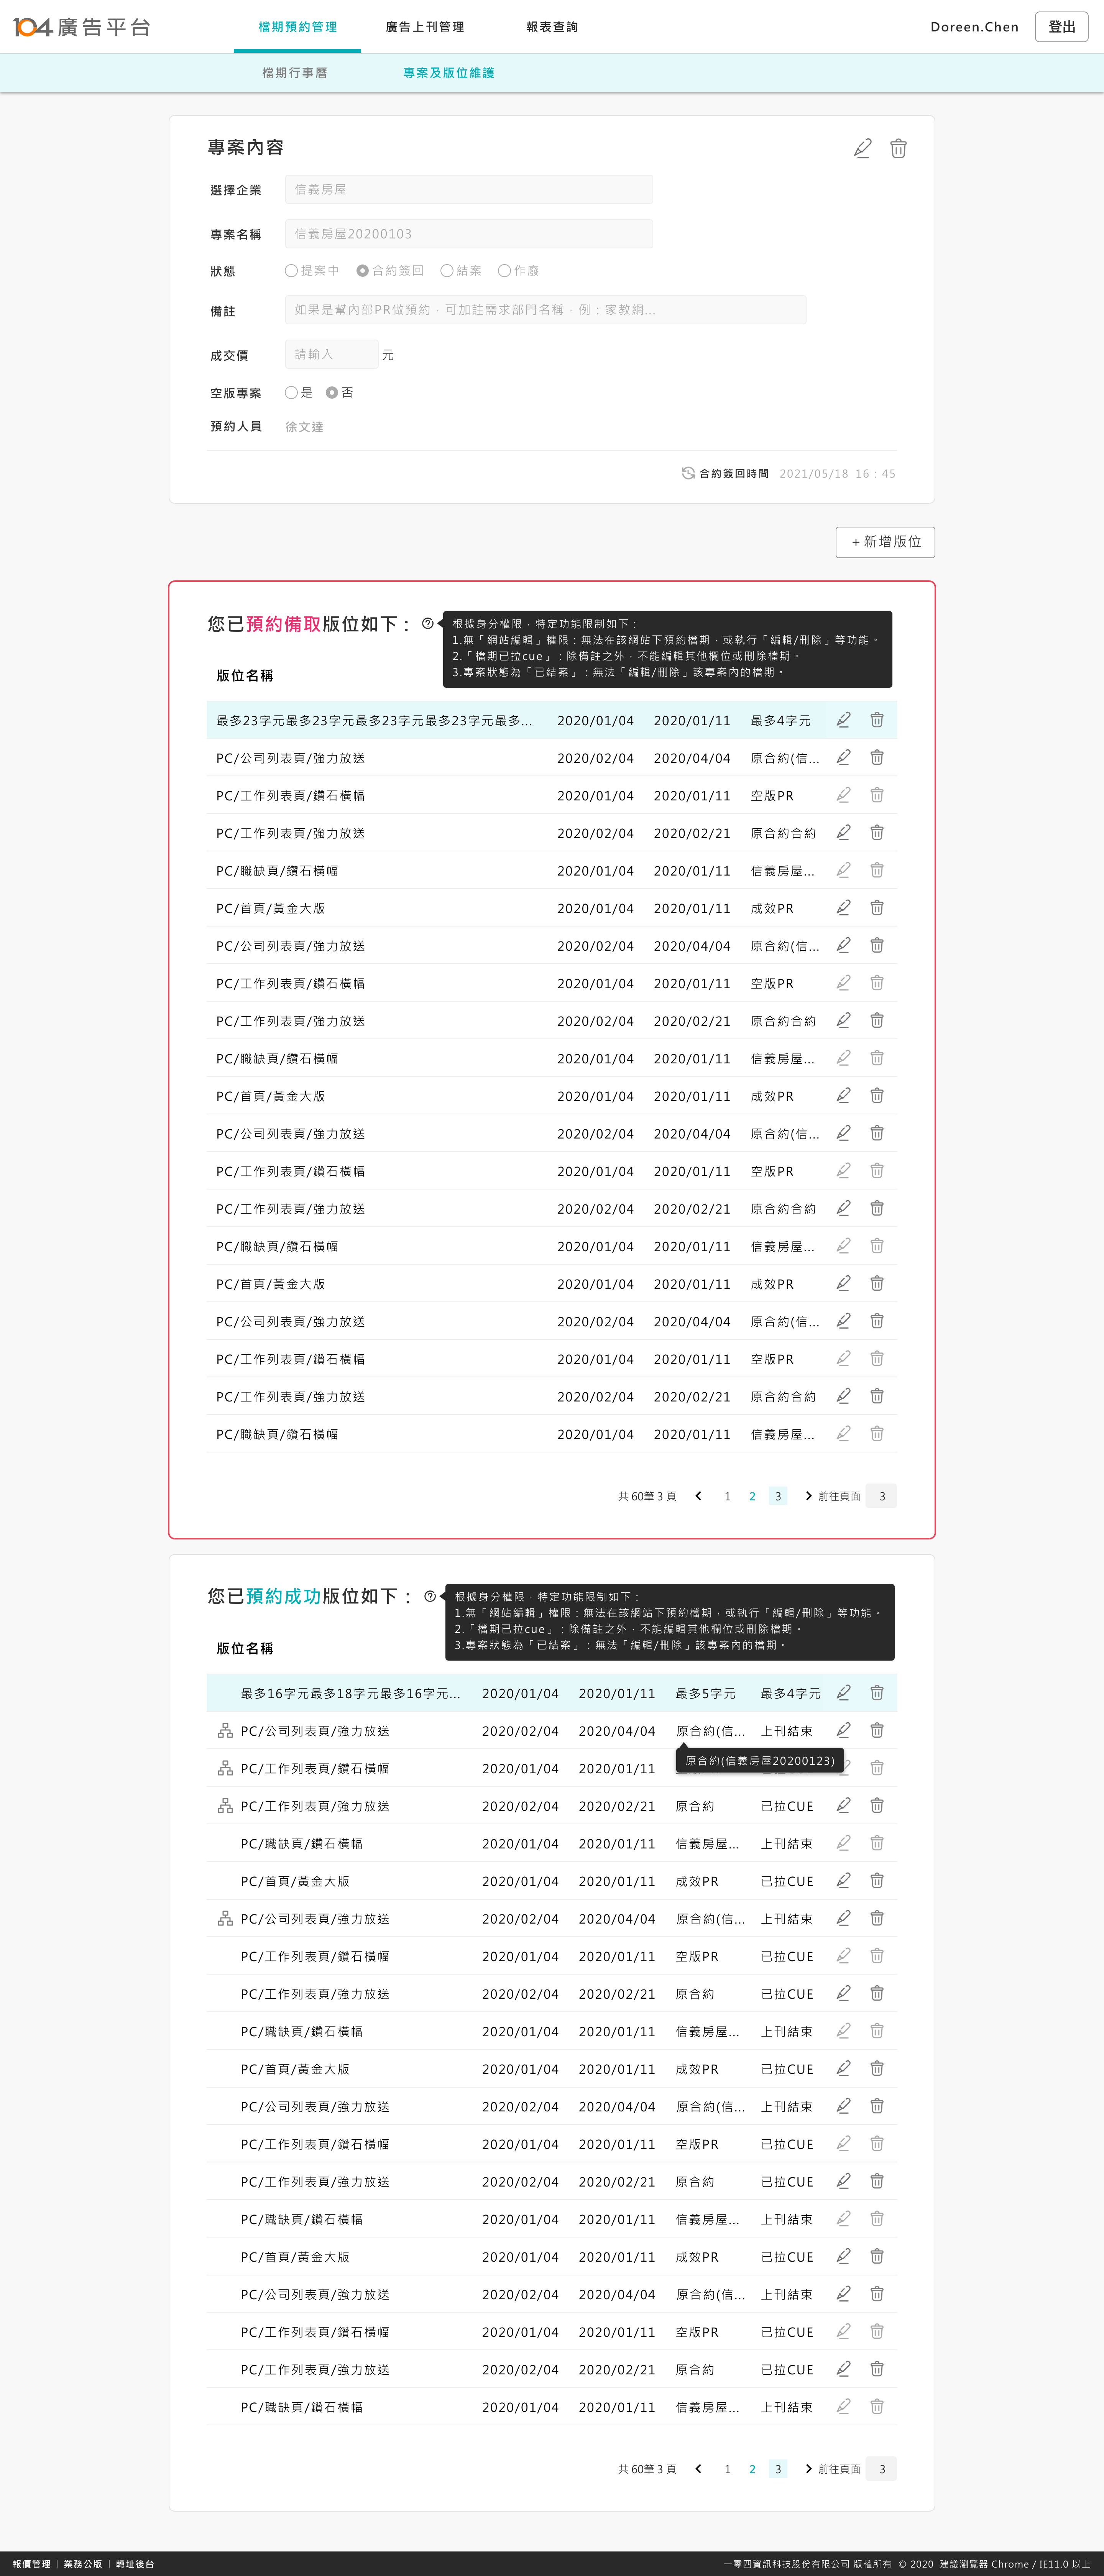 104廣告平台 檔期預約管理 廣告上刊管理 報表查詢 Doreen.Chen 登出
檔期行事曆 專案及版位維護
專案內容
選擇企業 信義房屋
專案名稱 信義房屋20200103
狀態 提案中 合約簽回 結案 作廢
備註 如果是幫內部PR做預約，可加註需求部門名稱，例：家教網...
成交價 請輸入 元
空版專案 是 否
預約人員 徐文達
合約簽回時間 2021/05/18 16：45
＋新增版位
您已預約備取版位如下：
根據身分權限，特定功能限制如下：
1.無「網站編輯」權限：無法在該網站下預約檔期，或執行「編輯/刪除」等功能。
2.「檔期已拉cue」：除備註之外，不能編輯其他欄位或刪除檔期。
3.專案狀態為「已結案」：無法「編輯/刪除」該專案內的檔期。
版位名稱
最多23字元最多23字元最多23字元最多23字元最多... 2020/01/04 2020/01/11 最多4字元
PC/公司列表頁/強力放送 2020/02/04 2020/04/04 原合約(信...
PC/工作列表頁/鑽石橫幅 2020/01/04 2020/01/11 空版PR
PC/工作列表頁/強力放送 2020/02/04 2020/02/21 原合約合約
PC/職缺頁/鑽石橫幅 2020/01/04 2020/01/11 信義房屋...
PC/首頁/黃金大版 2020/01/04 2020/01/11 成效PR
PC/公司列表頁/強力放送 2020/02/04 2020/04/04 原合約(信...
PC/工作列表頁/鑽石橫幅 2020/01/04 2020/01/11 空版PR
PC/工作列表頁/強力放送 2020/02/04 2020/02/21 原合約合約
PC/職缺頁/鑽石橫幅 2020/01/04 2020/01/11 信義房屋...
PC/首頁/黃金大版 2020/01/04 2020/01/11 成效PR
PC/公司列表頁/強力放送 2020/02/04 2020/04/04 原合約(信...
PC/工作列表頁/鑽石橫幅 2020/01/04 2020/01/11 空版PR
PC/工作列表頁/強力放送 2020/02/04 2020/02/21 原合約合約
PC/職缺頁/鑽石橫幅 2020/01/04 2020/01/11 信義房屋...
PC/首頁/黃金大版 2020/01/04 2020/01/11 成效PR
PC/公司列表頁/強力放送 2020/02/04 2020/04/04 原合約(信...
PC/工作列表頁/鑽石橫幅 2020/01/04 2020/01/11 空版PR
PC/工作列表頁/強力放送 2020/02/04 2020/02/21 原合約合約
PC/職缺頁/鑽石橫幅 2020/01/04 2020/01/11 信義房屋...
共 60筆 3 頁 1 2 3 前往頁面 3
您已預約成功版位如下：
根據身分權限，特定功能限制如下：
1.無「網站編輯」權限：無法在該網站下預約檔期，或執行「編輯/刪除」等功能。
2.「檔期已拉cue」：除備註之外，不能編輯其他欄位或刪除檔期。
3.專案狀態為「已結案」：無法「編輯/刪除」該專案內的檔期。
版位名稱
最多16字元最多18字元最多16字元... 2020/01/04 2020/01/11 最多5字元 最多4字元
PC/公司列表頁/強力放送 2020/02/04 2020/04/04 原合約(信... 上刊結束
原合約(信義房屋20200123)
PC/工作列表頁/鑽石橫幅 2020/01/04 2020/01/11
PC/工作列表頁/強力放送 2020/02/04 2020/02/21 原合約 已拉CUE
PC/職缺頁/鑽石橫幅 2020/01/04 2020/01/11 信義房屋... 上刊結束
PC/首頁/黃金大版 2020/01/04 2020/01/11 成效PR 已拉CUE
PC/公司列表頁/強力放送 2020/02/04 2020/04/04 原合約(信... 上刊結束
PC/工作列表頁/鑽石橫幅 2020/01/04 2020/01/11 空版PR 已拉CUE
PC/工作列表頁/強力放送 2020/02/04 2020/02/21 原合約 已拉CUE
PC/職缺頁/鑽石橫幅 2020/01/04 2020/01/11 信義房屋... 上刊結束
PC/首頁/黃金大版 2020/01/04 2020/01/11 成效PR 已拉CUE
PC/公司列表頁/強力放送 2020/02/04 2020/04/04 原合約(信... 上刊結束
PC/工作列表頁/鑽石橫幅 2020/01/04 2020/01/11 空版PR 已拉CUE
PC/工作列表頁/強力放送 2020/02/04 2020/02/21 原合約 已拉CUE
PC/職缺頁/鑽石橫幅 2020/01/04 2020/01/11 信義房屋... 上刊結束
PC/首頁/黃金大版 2020/01/04 2020/01/11 成效PR 已拉CUE
PC/公司列表頁/強力放送 2020/02/04 2020/04/04 原合約(信... 上刊結束
PC/工作列表頁/鑽石橫幅 2020/01/04 2020/01/11 空版PR 已拉CUE
PC/工作列表頁/強力放送 2020/02/04 2020/02/21 原合約 已拉CUE
PC/職缺頁/鑽石橫幅 2020/01/04 2020/01/11 信義房屋... 上刊結束
共 60筆 3 頁 1 2 3 前往頁面 3
報價管理 | 業務公版 | 轉址後台 一零四資訊科技股份有限公司 版權所有 © 2020 建議瀏覽器 Chrome / IE11.0 以上